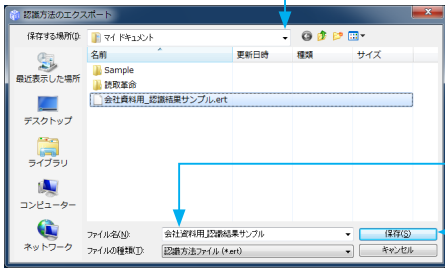 認識方法のエクスポート
保存する場所(I):
マイ ドキュメント
名前
更新日時
種類
サイズ
最近表示した場所
デスクトップ
ライブラリ
コンピューター
ネットワーク
Sample
読取革命
会社資料用_認識結果サンプル.ert
ファイル名(N):
会社資料用_認識結果サンプル
保存(S)
ファイルの種類(T):
認識方法ファイル (*.ert)
キャンセル